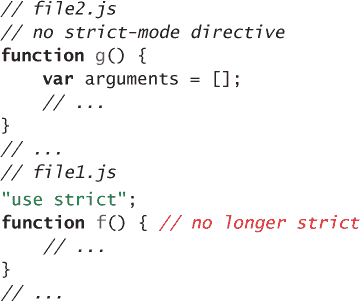 // file2.js
// no strict-mode directive
function g() {
    var arguments = [];
    // ...
}
// ...
// file1.js
"use strict";
function f() { // no longer strict
    // ...
}
// ...